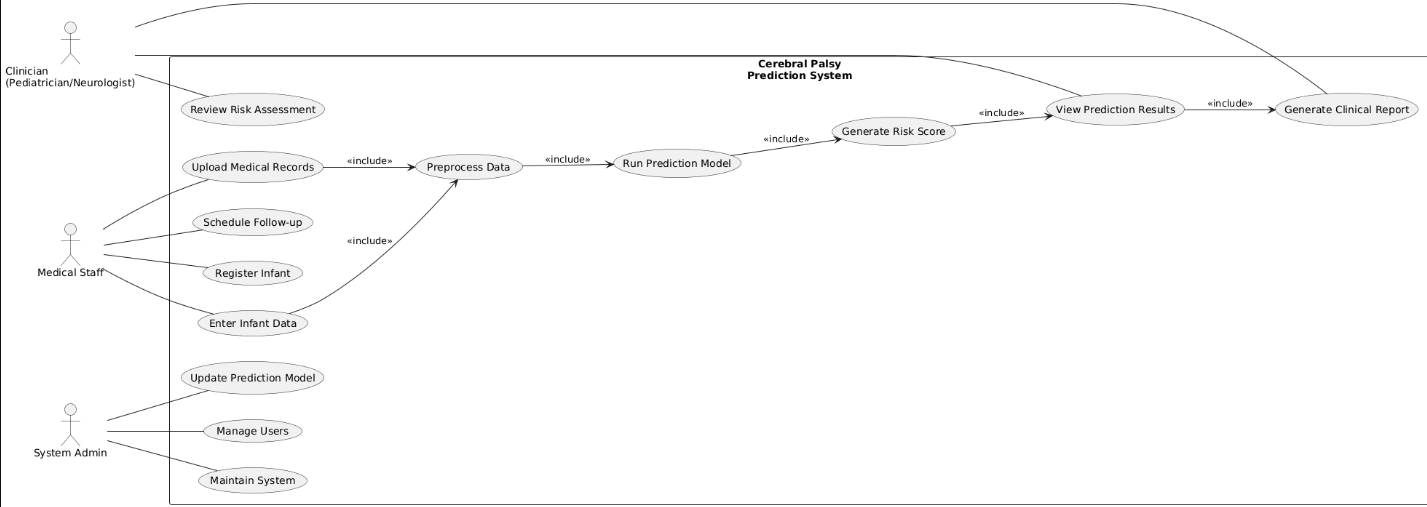 Cerebral Palsy
Prediction System
Clinician
(Pediatrician/Neurologist)
Review Risk Assessment
View Prediction Results
«include»
Generate Clinical Report
«include»
Generate Risk Score
«include»
Run Prediction Model
«include»
Preprocess Data
«include»
Upload Medical Records
Schedule Follow-up
«include»
Medical Staff
Register Infant
Enter Infant Data
Update Prediction Model
Manage Users
System Admin
Maintain System